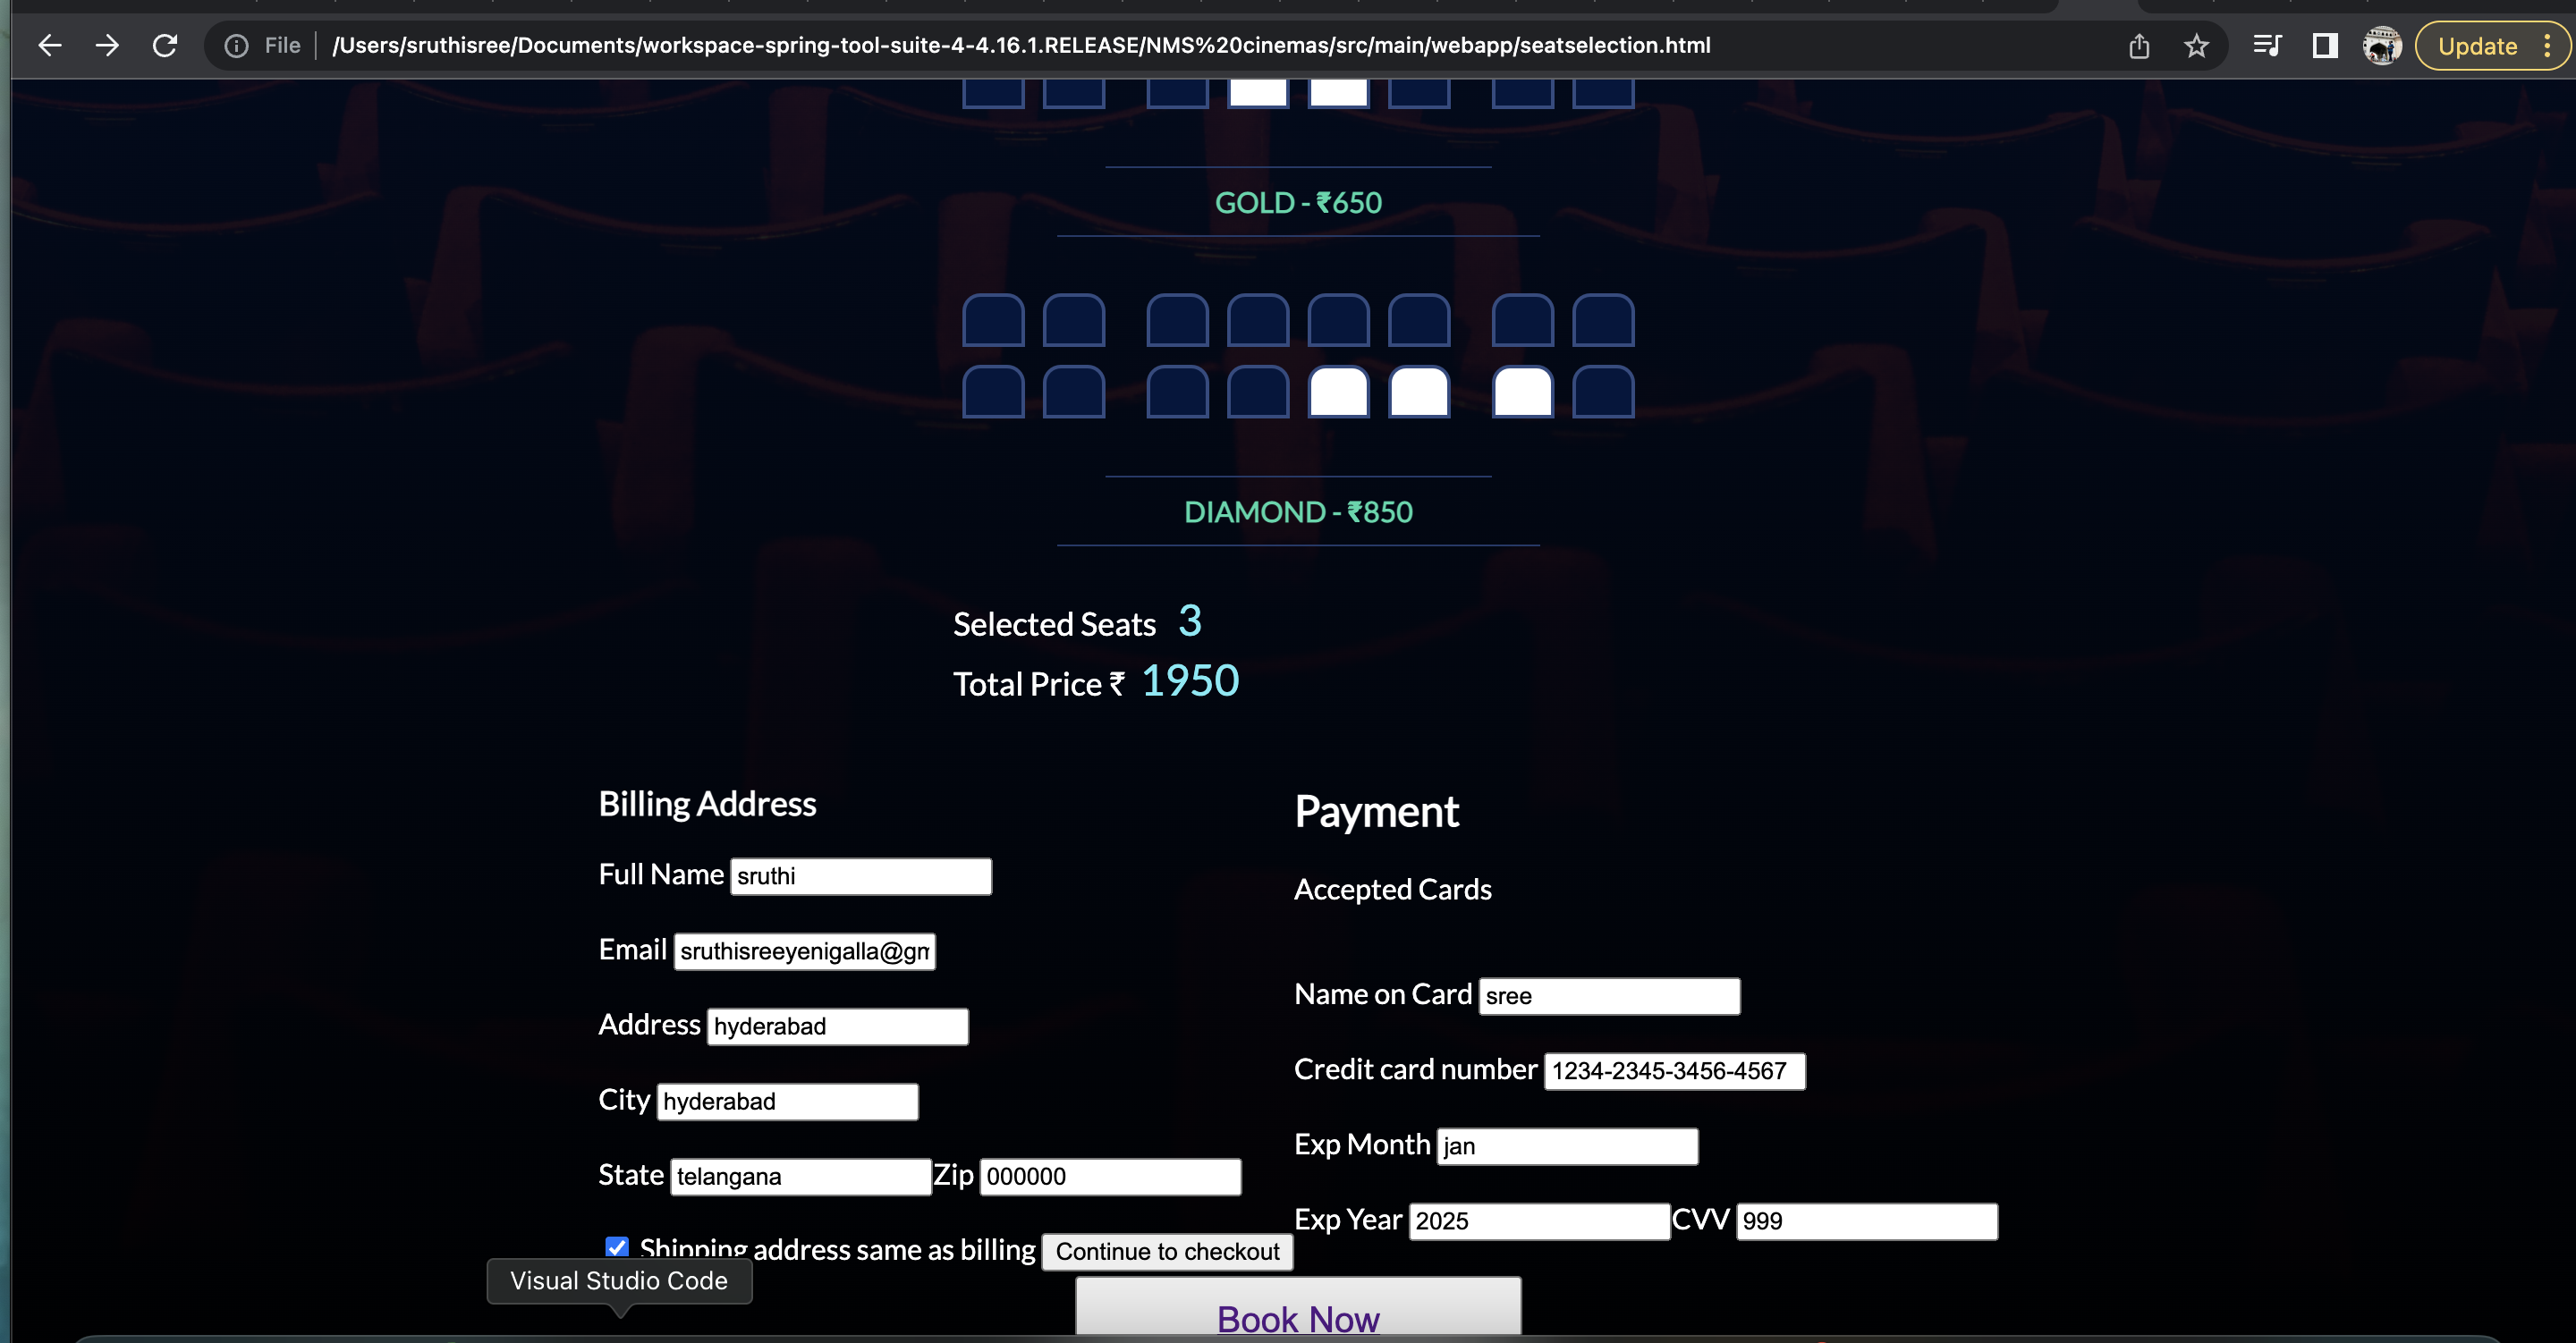 File /Users/sruthisree/Documents/workspace-spring-tool-suite-4-4.16.1.RELEASE/NMS%20cinemas/src/main/webapp/seatselection.html Update
GOLD - ₹650
DIAMOND - ₹850
Selected Seats 3
Total Price ₹ 1950
Billing Address
Full Name sruthi
Email sruthisreeyenigalla@gm
Address hyderabad
City hyderabad
State telangana Zip 000000
Shipping address same as billing Continue to checkout
Payment
Accepted Cards
Name on Card sree
Credit card number 1234-2345-3456-4567
Exp Month jan
Exp Year 2025 CVV 999
Visual Studio Code
Book Now